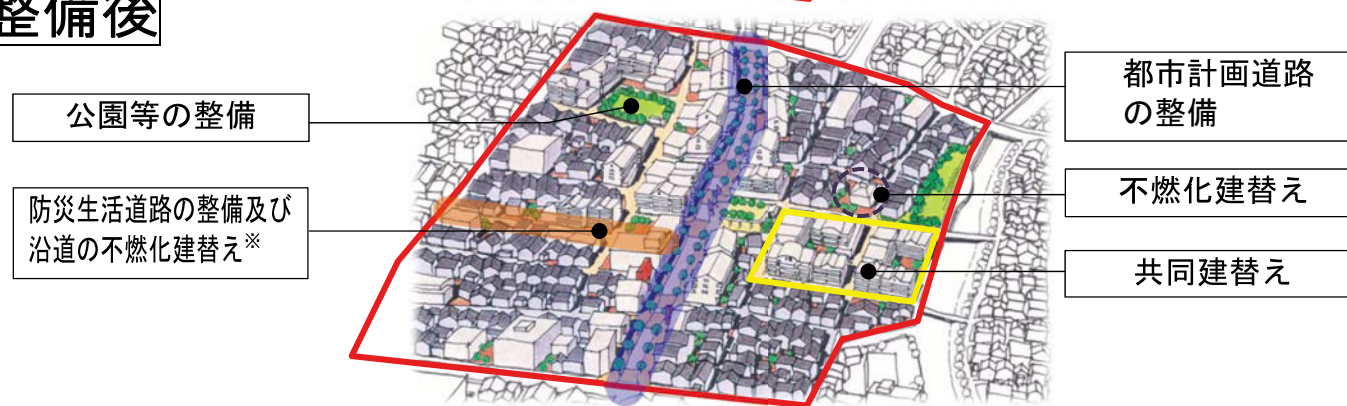 整備後
公園等の整備
防災生活道路の整備及び
沿道の不燃化建替え※
都市計画道路
の整備
不燃化建替え
共同建替え